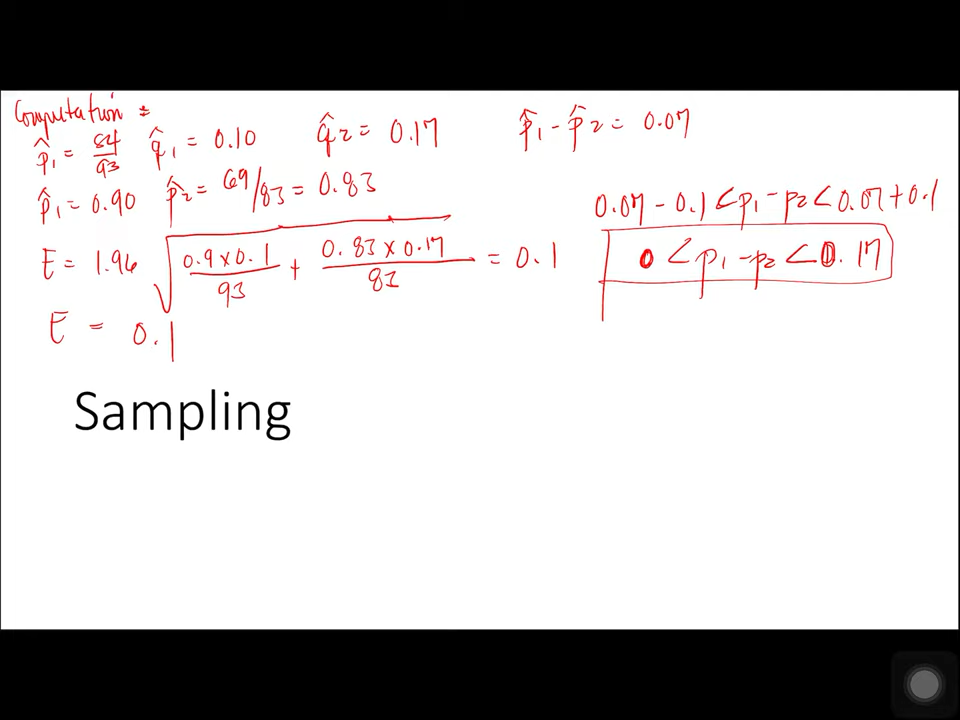 Computation =
p̂1 = 84/93 q̂1 = 0.10 q̂2 = 0.17 p̂1 - p̂2 = 0.07
p̂1 = 0.90 p̂2 = 69/83 = 0.83
0.07 - 0.1 < p1 - p2 < 0.07 + 0.1
E = 1.96 √(0.9 x 0.1 / 93 + 0.83 x 0.17 / 83) = 0.1
0 < p1 - p2 < 0.17
E = 0.1
Sampling